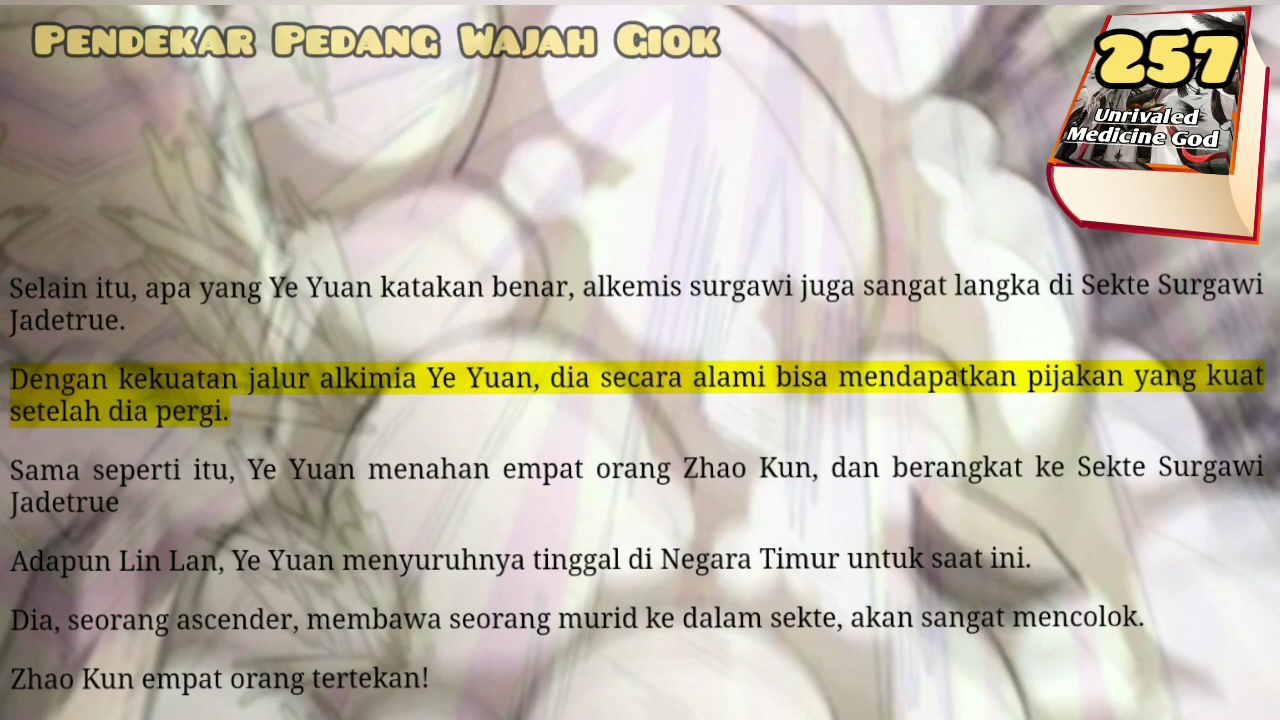 Pendekar Pedang Wajah Giok
257
Unrivaled
Medicine God
Selain itu, apa yang Ye Yuan katakan benar, alkemis surgawi juga sangat langka di Sekte Surgawi
Jadetrue.
Dengan kekuatan jalur alkimia Ye Yuan, dia secara alami bisa mendapatkan pijakan yang kuat
setelah dia pergi.
Sama seperti itu, Ye Yuan menahan empat orang Zhao Kun, dan berangkat ke Sekte Surgawi
Jadetrue
Adapun Lin Lan, Ye Yuan menyuruhnya tinggal di Negara Timur untuk saat ini.
Dia, seorang ascender, membawa seorang murid ke dalam sekte, akan sangat mencolok.
Zhao Kun empat orang tertekan!